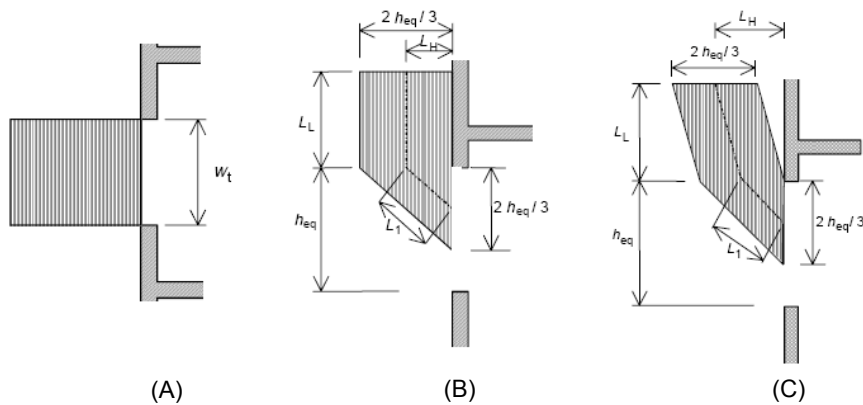 w_t
(A)
2 h_eq / 3
L_H
L_L
h_eq
L_1
2 h_eq / 3
(B)
L_H
2 h_eq / 3
L_L
h_eq
L_1
2 h_eq / 3
(C)